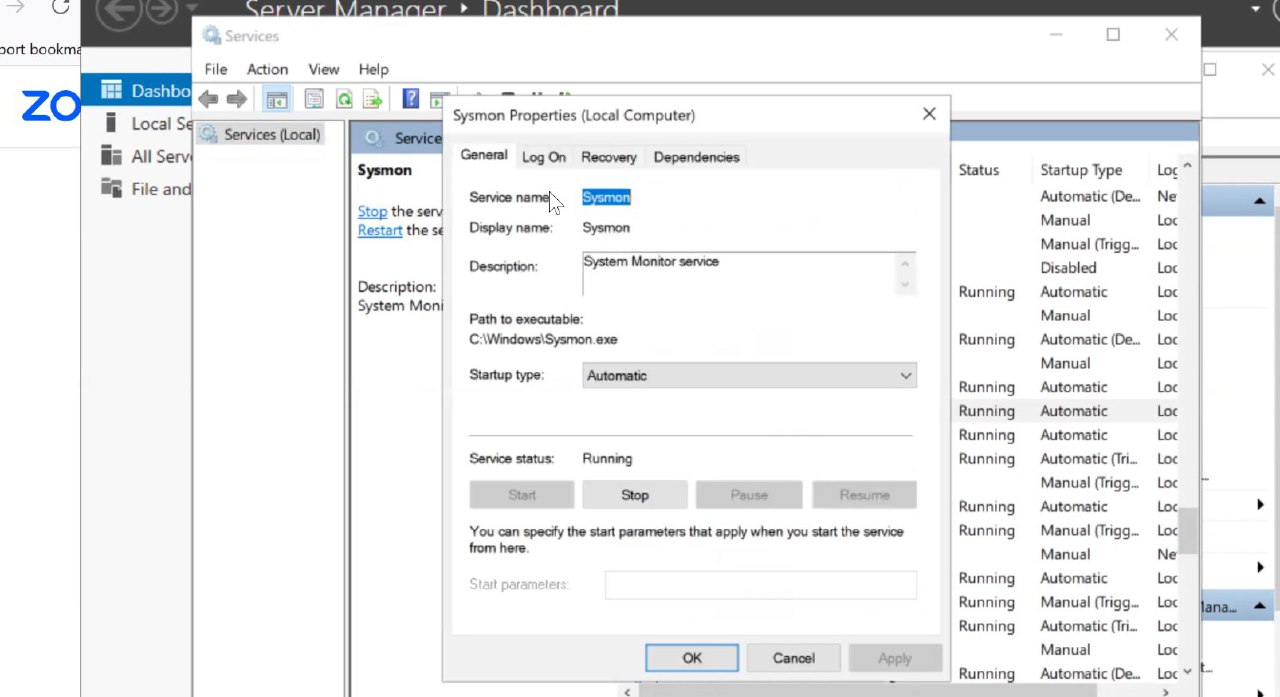 Server Manager ▸ Dashboard
Services
port bookma
File Action View Help
ZO
Dashbo
Local Se
All Serv
File and
Services (Local)
Service
Sysmon
Stop the serv
Restart the se
Description:
System Moni
Sysmon Properties (Local Computer)
General Log On Recovery Dependencies
Service name
Sysmon
Display name: Sysmon
Description: System Monitor service
Path to executable:
C:\Windows\Sysmon.exe
Startup type: Automatic
Service status: Running
Start Stop Pause Resume
You can specify the start parameters that apply when you start the service
from here.
Start parameters:
OK Cancel Apply
Status Startup Type Log
Automatic (De... Ne
Manual Loc
Manual (Trigg... Loc
Disabled Loc
Running Automatic Loc
Manual Loc
Running Automatic (De... Loc
Manual Loc
Running Automatic Loc
Running Automatic Loc
Running Automatic Loc
Running Automatic (Tri... Loc
Manual (Trigg... Loc
Running Automatic Loc
Running Manual (Trigg... Loc
Manual Ne
Running Automatic Loc
Running Manual (Trigg... Loc
Running Automatic (Tri... Loc
Manual Loc
Running Automatic (De... Loc
Mana...